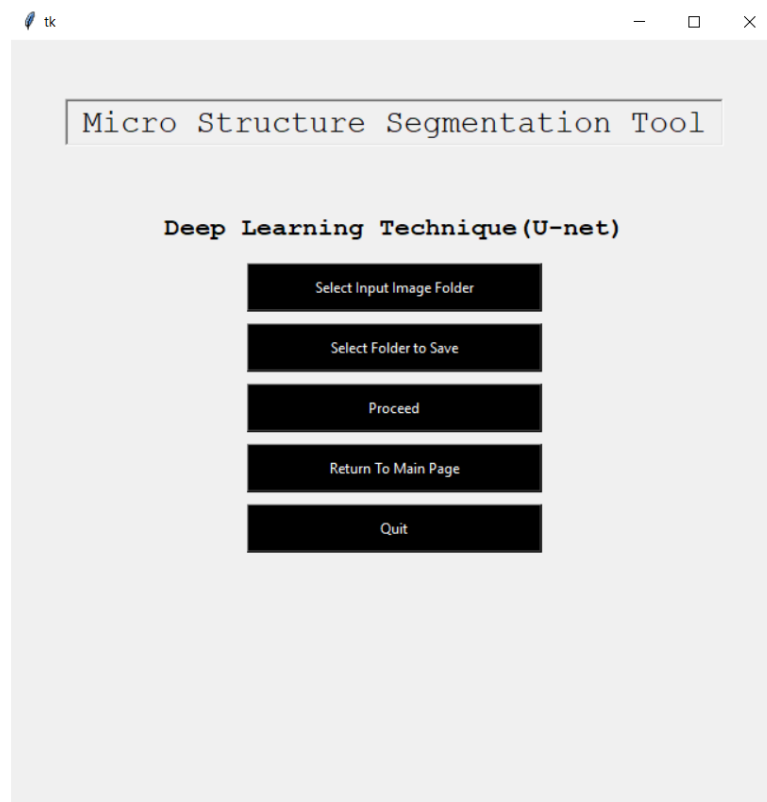 tk
Micro Structure Segmentation Tool
Deep Learning Technique(U-net)
Select Input Image Folder
Select Folder to Save
Proceed
Return To Main Page
Quit